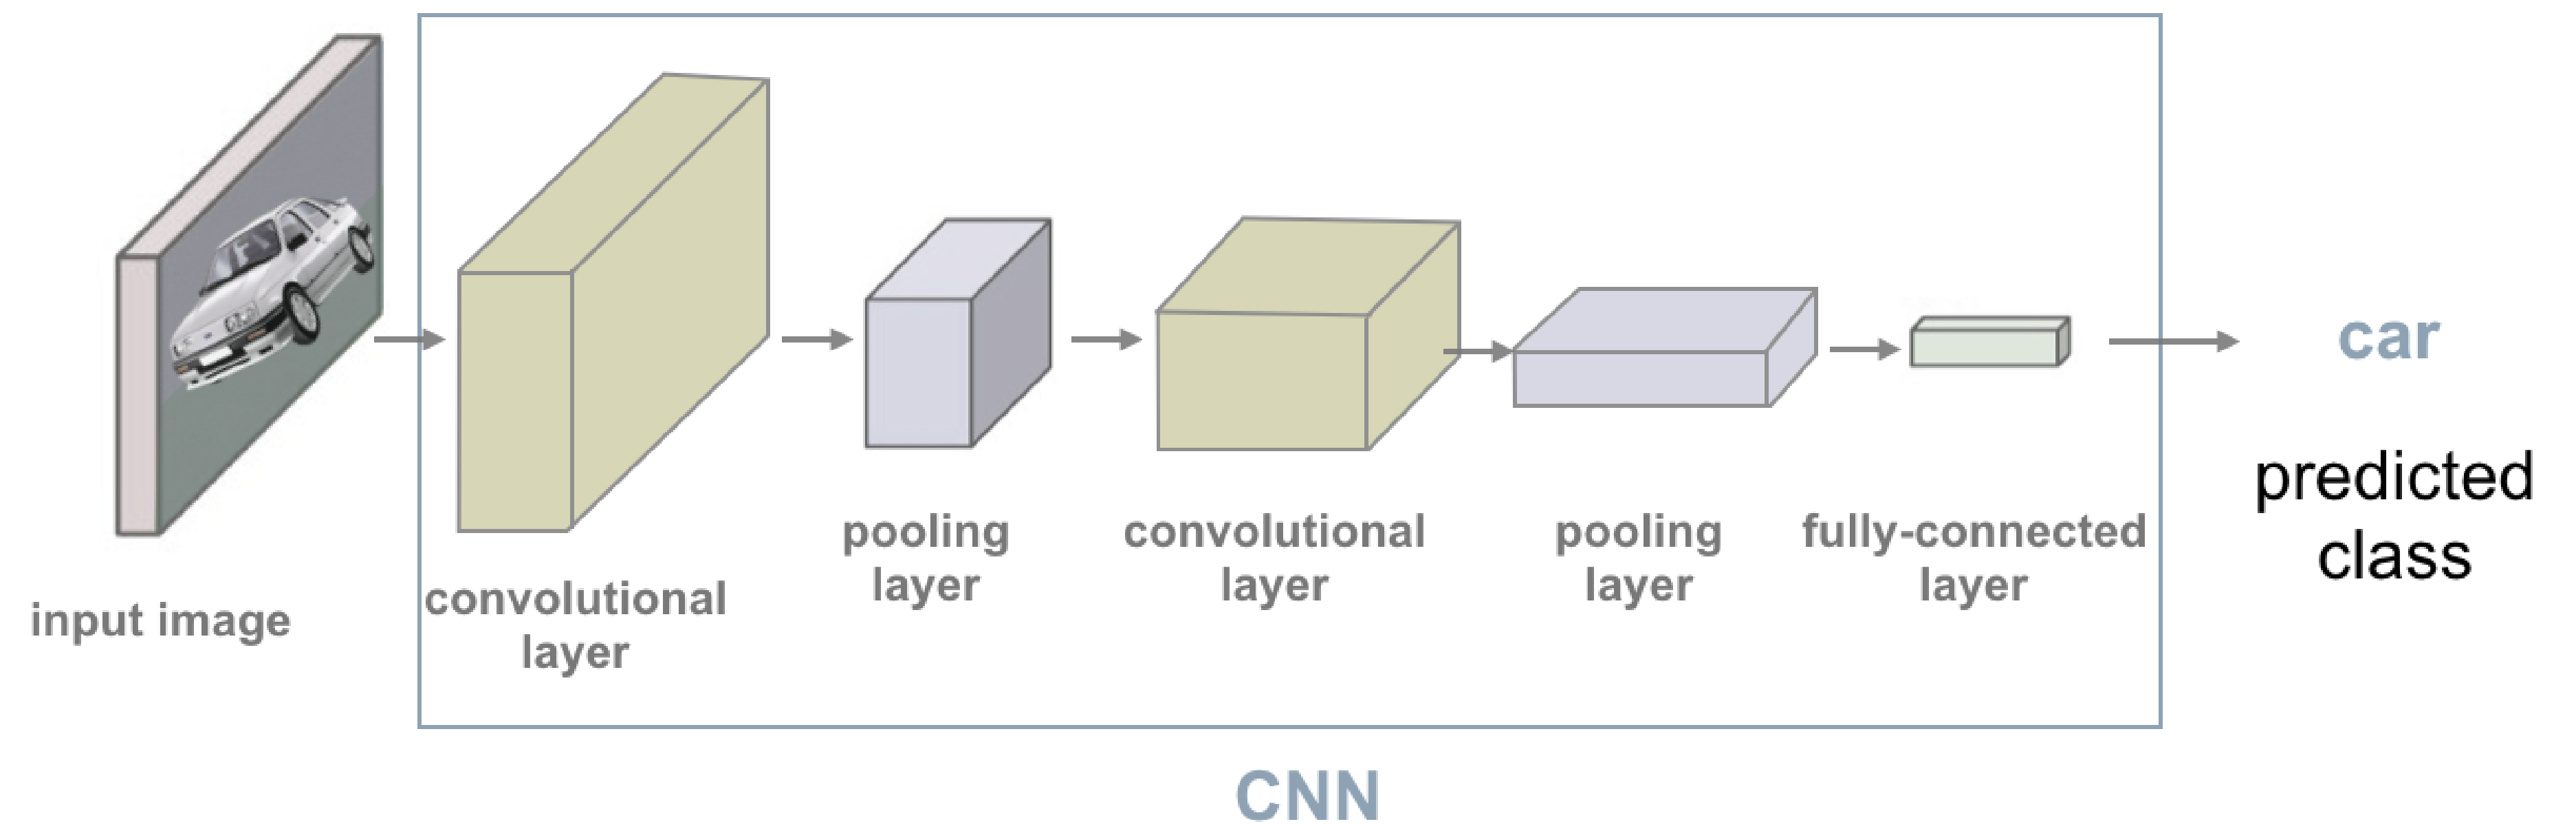 input image
convolutional
layer
pooling
layer
convolutional
layer
pooling
layer
fully-connected
layer
car
predicted
class
CNN